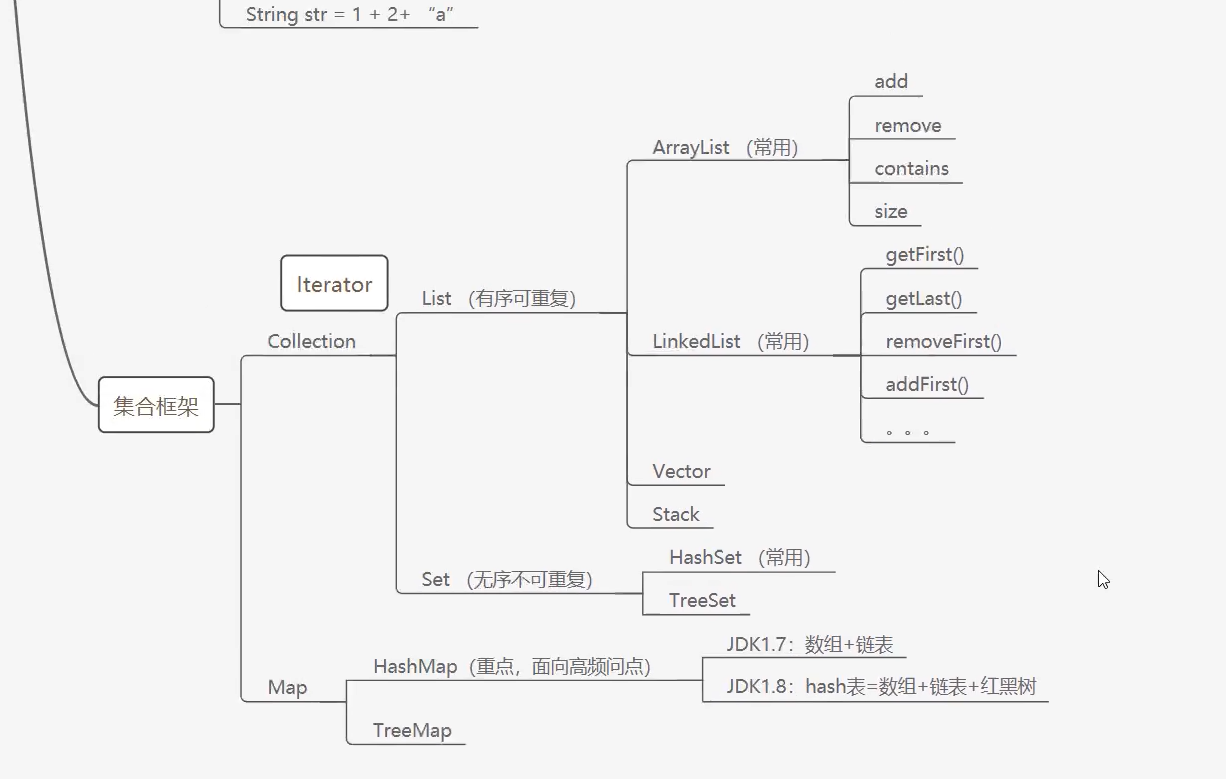 String str = 1 + 2+ “a”
add
remove
ArrayList （常用）
contains
size
getFirst()
Iterator
List （有序可重复）
getLast()
Collection
LinkedList （常用）
removeFirst()
addFirst()
集合框架
。。。
Vector
Stack
HashSet （常用）
Set （无序不可重复）
TreeSet
JDK1.7：数组+链表
HashMap（重点，面向高频问点）
Map
JDK1.8：hash表=数组+链表+红黑树
TreeMap